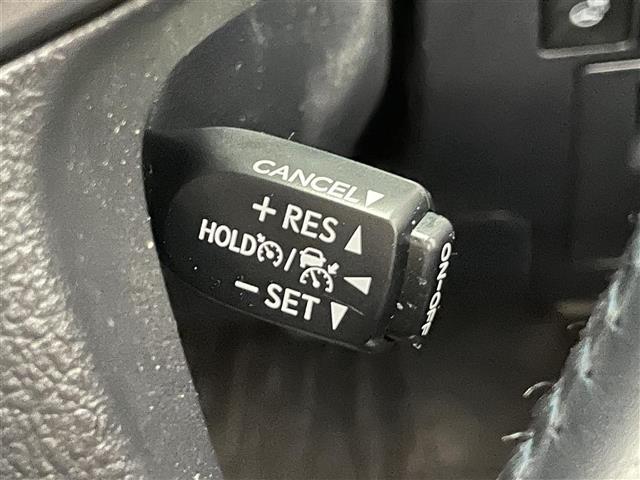 CANCEL▼
+ RES ▲
HOLD / ◀
− SET ▼
ON-OFF